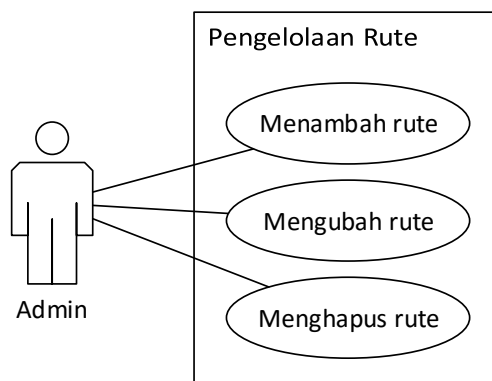 Pengelolaan Rute
Menambah rute
Mengubah rute
Menghapus rute
Admin